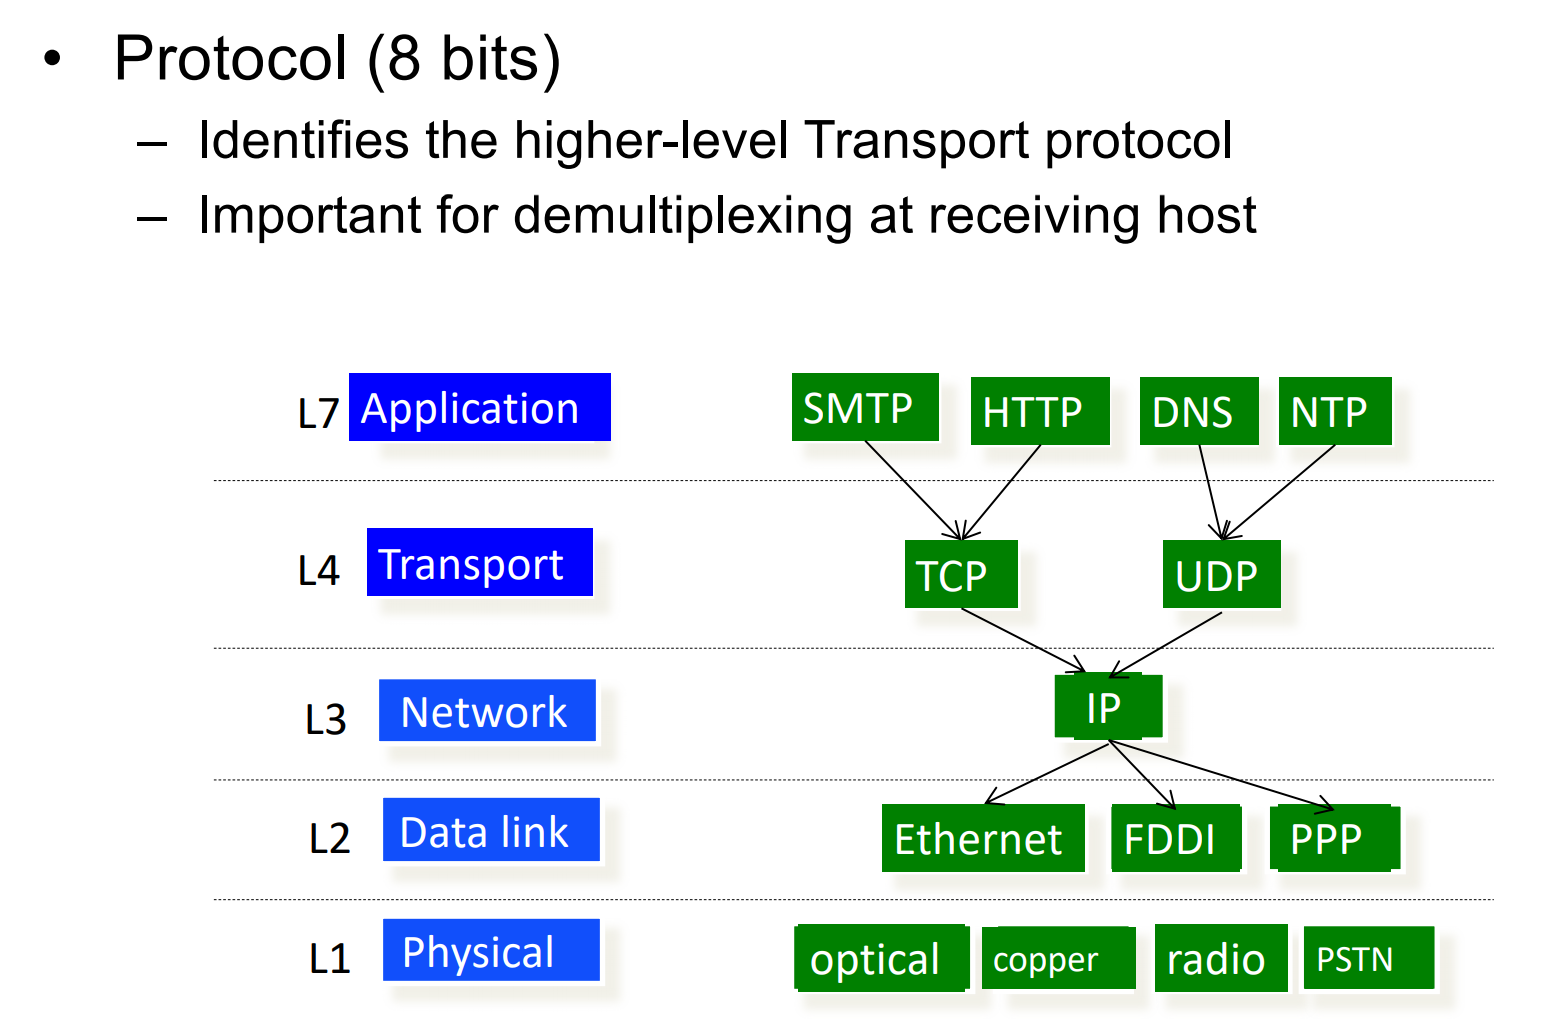 • Protocol (8 bits)
– Identifies the higher-level Transport protocol
– Important for demultiplexing at receiving host
L7 Application SMTP HTTP DNS NTP
L4 Transport TCP UDP
L3 Network IP
L2 Data link Ethernet FDDI PPP
L1 Physical optical copper radio PSTN